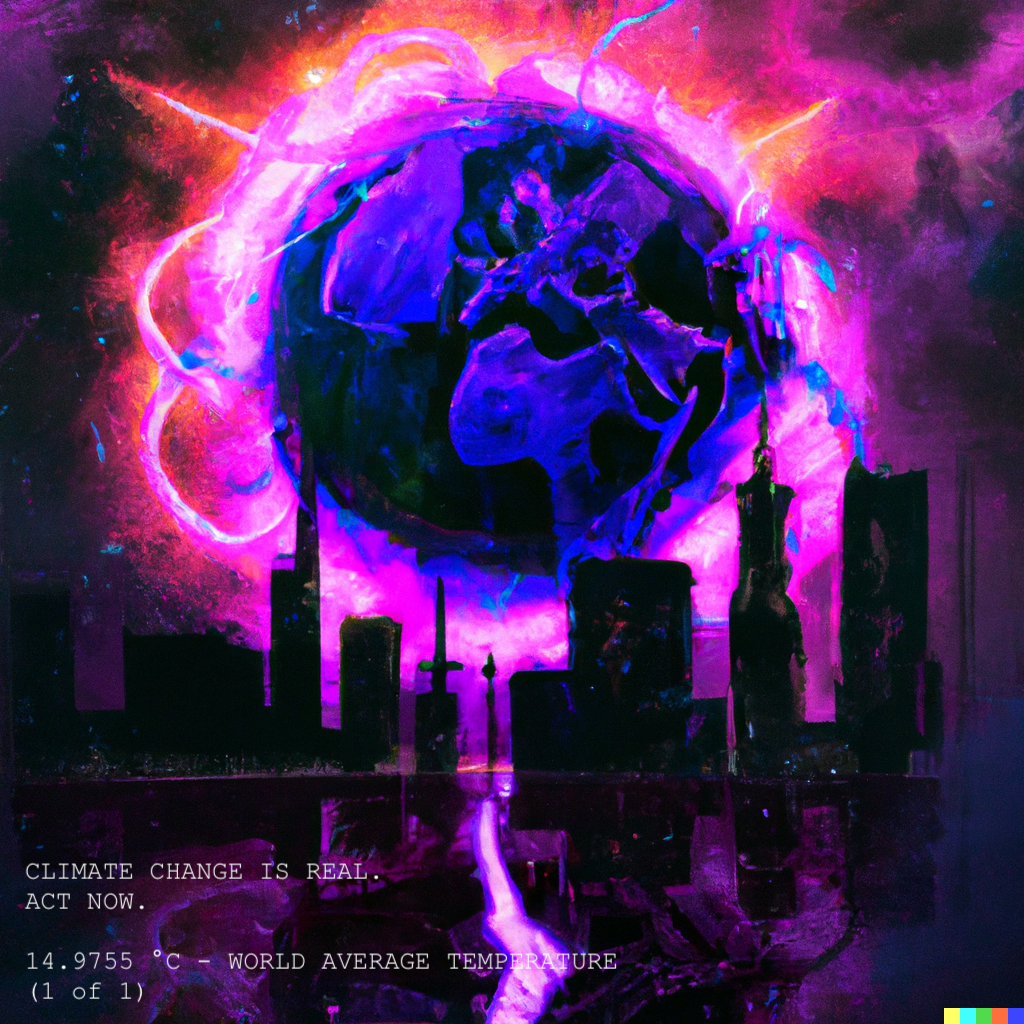 CLIMATE CHANGE IS REAL.
ACT NOW.
14.9755 °C - WORLD AVERAGE TEMPERATURE
(1 of 1)